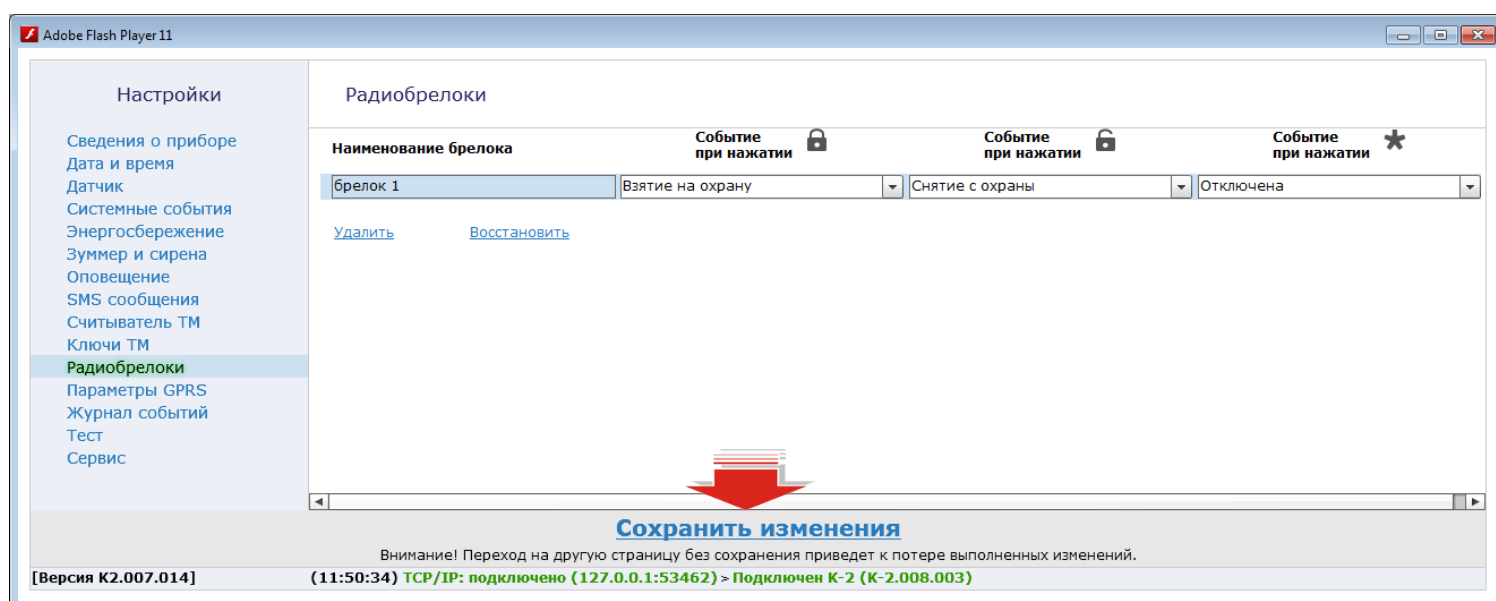 Adobe Flash Player 11
Настройки
Сведения о приборе
Дата и время
Датчик
Системные события
Энергосбережение
Зуммер и сирена
Оповещение
SMS сообщения
Считыватель ТМ
Ключи ТМ
Радиобрелоки
Параметры GPRS
Журнал событий
Тест
Сервис
Радиобрелоки
Наименование брелока
Событие
при нажатии
Событие
при нажатии
Событие
при нажатии
брелок 1
Взятие на охрану
Снятие с охраны
Отключена
Удалить
Восстановить
Сохранить изменения
Внимание! Переход на другую страницу без сохранения приведет к потере выполненных изменений.
[Версия К2.007.014]
(11:50:34) TCP/IP: подключено (127.0.0.1:53462) > Подключен К-2 (К-2.008.003)